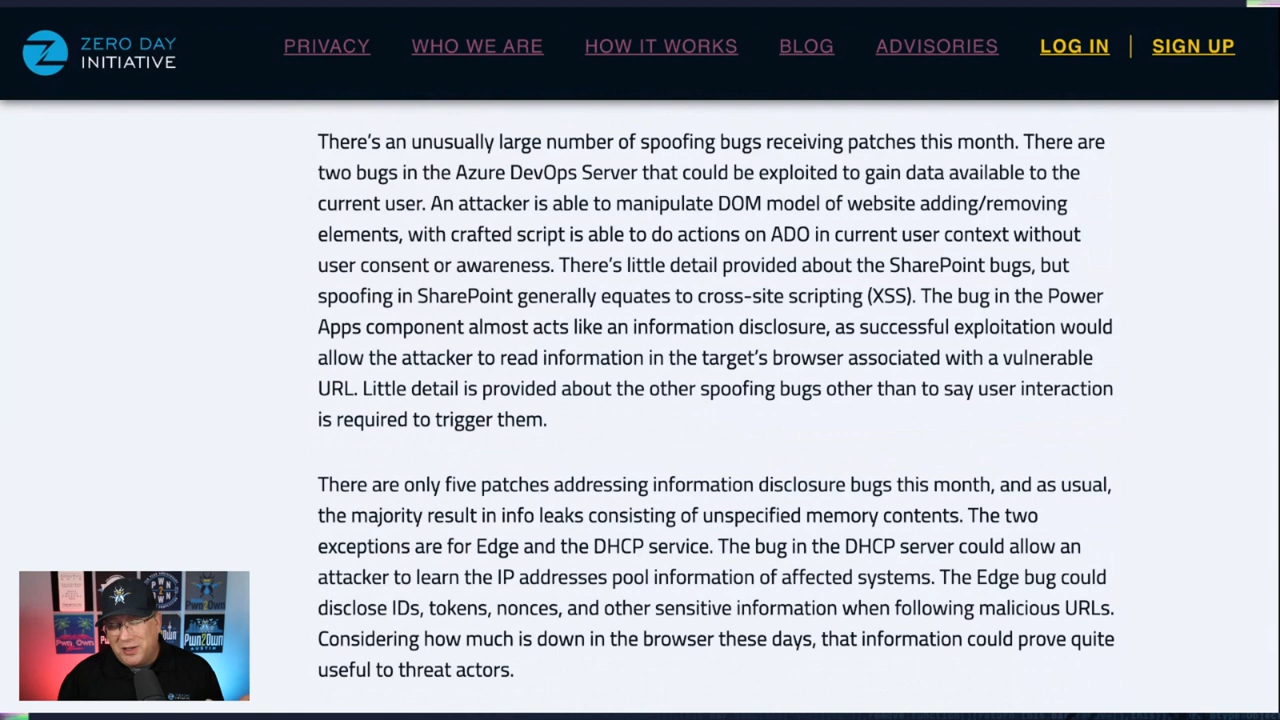 ZERO DAY
INITIATIVE
PRIVACY
WHO WE ARE
HOW IT WORKS
BLOG
ADVISORIES
LOG IN
SIGN UP
There's an unusually large number of spoofing bugs receiving patches this month. There are
two bugs in the Azure DevOps Server that could be exploited to gain data available to the
current user. An attacker is able to manipulate DOM model of website adding/removing
elements, with crafted script is able to do actions on ADO in current user context without
user consent or awareness. There's little detail provided about the SharePoint bugs, but
spoofing in SharePoint generally equates to cross-site scripting (XSS). The bug in the Power
Apps component almost acts like an information disclosure, as successful exploitation would
allow the attacker to read information in the target's browser associated with a vulnerable
URL. Little detail is provided about the other spoofing bugs other than to say user interaction
is required to trigger them.
There are only five patches addressing information disclosure bugs this month, and as usual,
the majority result in info leaks consisting of unspecified memory contents. The two
exceptions are for Edge and the DHCP service. The bug in the DHCP server could allow an
attacker to learn the IP addresses pool information of affected systems. The Edge bug could
disclose IDs, tokens, nonces, and other sensitive information when following malicious URLs.
Considering how much is down in the browser these days, that information could prove quite
useful to threat actors.
Pwn2Own
Pwn2Own
AUSTIN
ZERO DAY
INITIATIVE